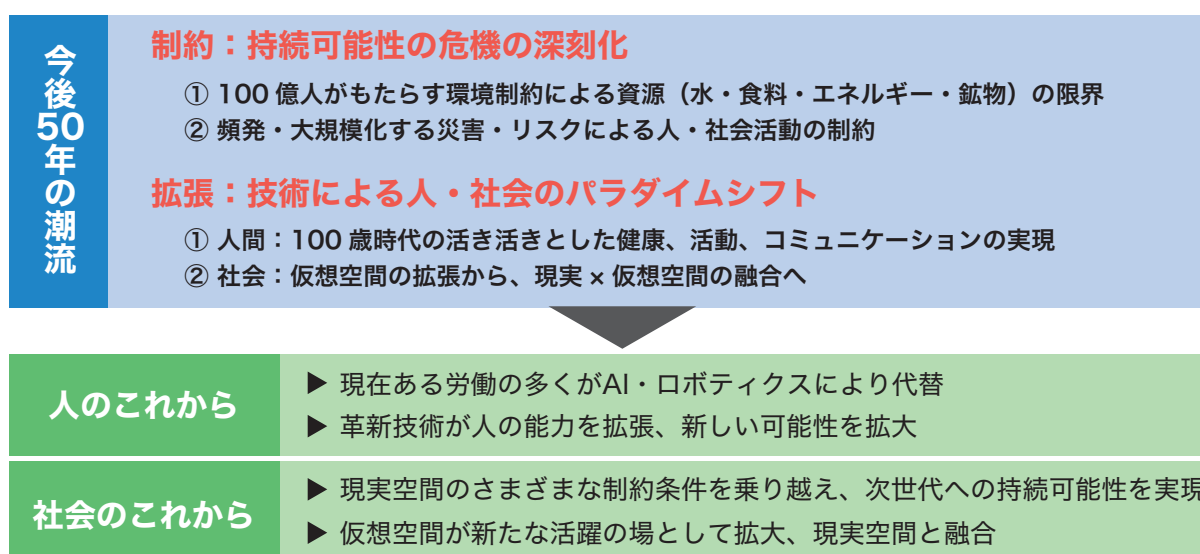 今後50年の潮流
制約：持続可能性の危機の深刻化
① 100 億人がもたらす環境制約による資源（水・食料・エネルギー・鉱物）の限界
② 頻発・大規模化する災害・リスクによる人・社会活動の制約
拡張：技術による人・社会のパラダイムシフト
① 人間：100 歳時代の活き活きとした健康、活動、コミュニケーションの実現
② 社会：仮想空間の拡張から、現実 × 仮想空間の融合へ
人のこれから
▶ 現在ある労働の多くがAI・ロボティクスにより代替
▶ 革新技術が人の能力を拡張、新しい可能性を拡大
社会のこれから
▶ 現実空間のさまざまな制約条件を乗り越え、次世代への持続可能性を実現
▶ 仮想空間が新たな活躍の場として拡大、現実空間と融合